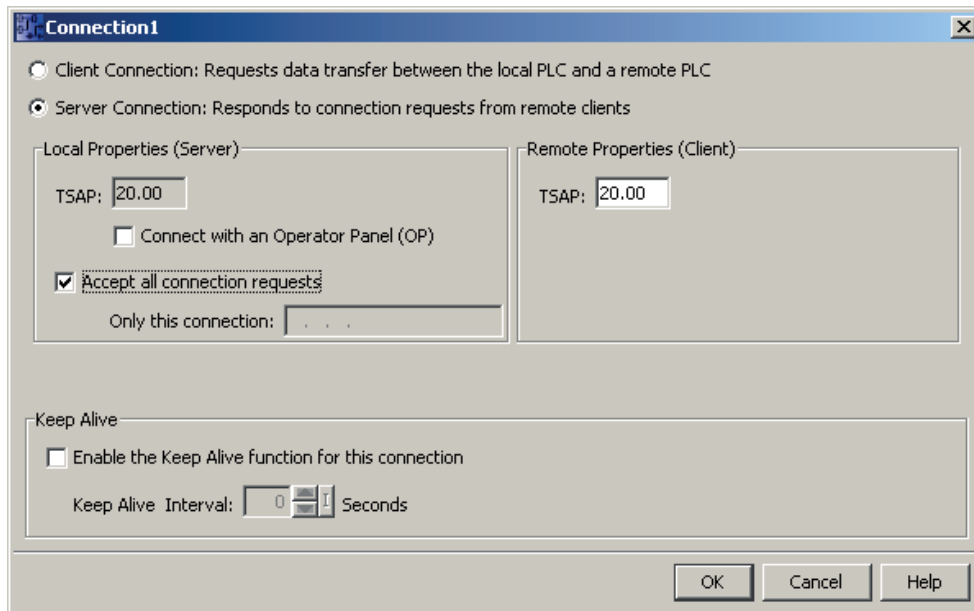 Connection1
Client Connection: Requests data transfer between the local PLC and a remote PLC
Server Connection: Responds to connection requests from remote clients
Local Properties (Server)
TSAP: 20.00
Connect with an Operator Panel (OP)
Accept all connection requests
Only this connection: . . .
Remote Properties (Client)
TSAP: 20.00
Keep Alive
Enable the Keep Alive function for this connection
Keep Alive Interval: 0 Seconds
OK Cancel Help